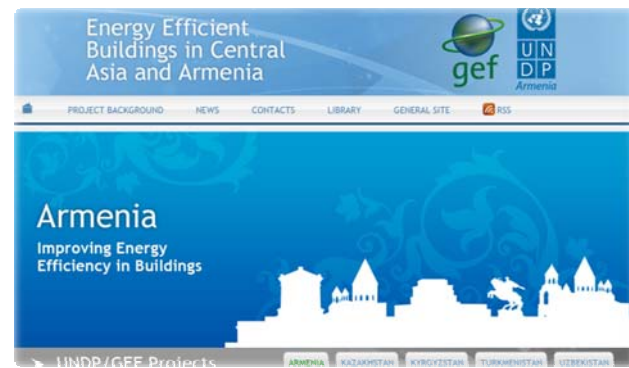 Energy Efficient
Buildings in Central
Asia and Armenia
gef
U N
D P
Armenia
PROJECT BACKGROUND NEWS CONTACTS LIBRARY GENERAL SITE RSS
Armenia
Improving Energy
Efficiency in Buildings
UNDP/GEF Projects ARMENIA KAZAKHSTAN KYRGYZSTAN TURKMENISTAN UZBEKISTAN